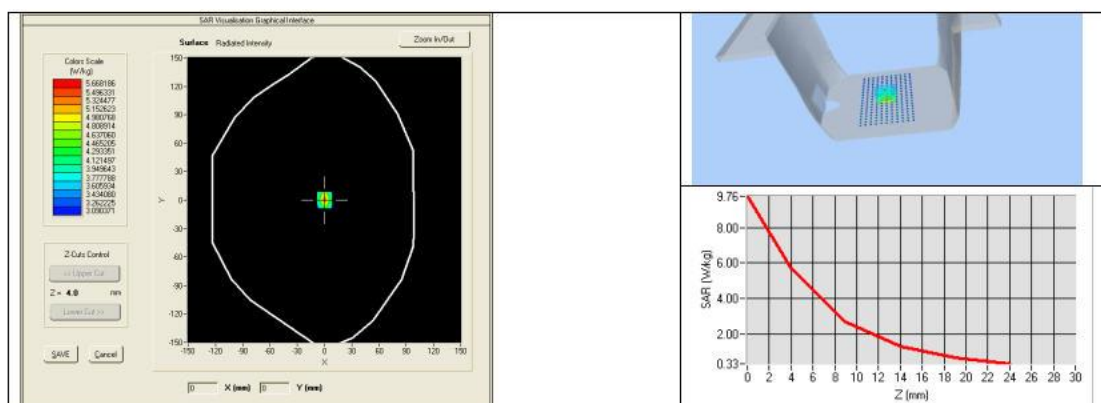 SAR Visualisation Graphical Interface
Surface Radiated Intensity
Zoom In/Out
Colors Scale
(W/kg)
5.668186
5.496331
5.324477
5.152623
4.980768
4.808914
4.637060
4.465205
4.293351
4.121497
3.949643
3.777788
3.605934
3.434080
3.262225
3.090371
Z-Cuts Control
<< Upper Cut
Z = 4.0 mm
Lower Cut >>
SAVE Cancel
150
120
90
60
30
0
-30
-60
-90
-120
-150
Y
-150 -120 -90 -60 -30 0 30 60 90 120 150
X
0 X (mm) 0 Y (mm)
9.76
8.00
6.00
4.00
2.00
0.33
SAR (W/kg)
0 2 4 6 8 10 12 14 16 18 20 22 24 26 28 30
Z (mm)